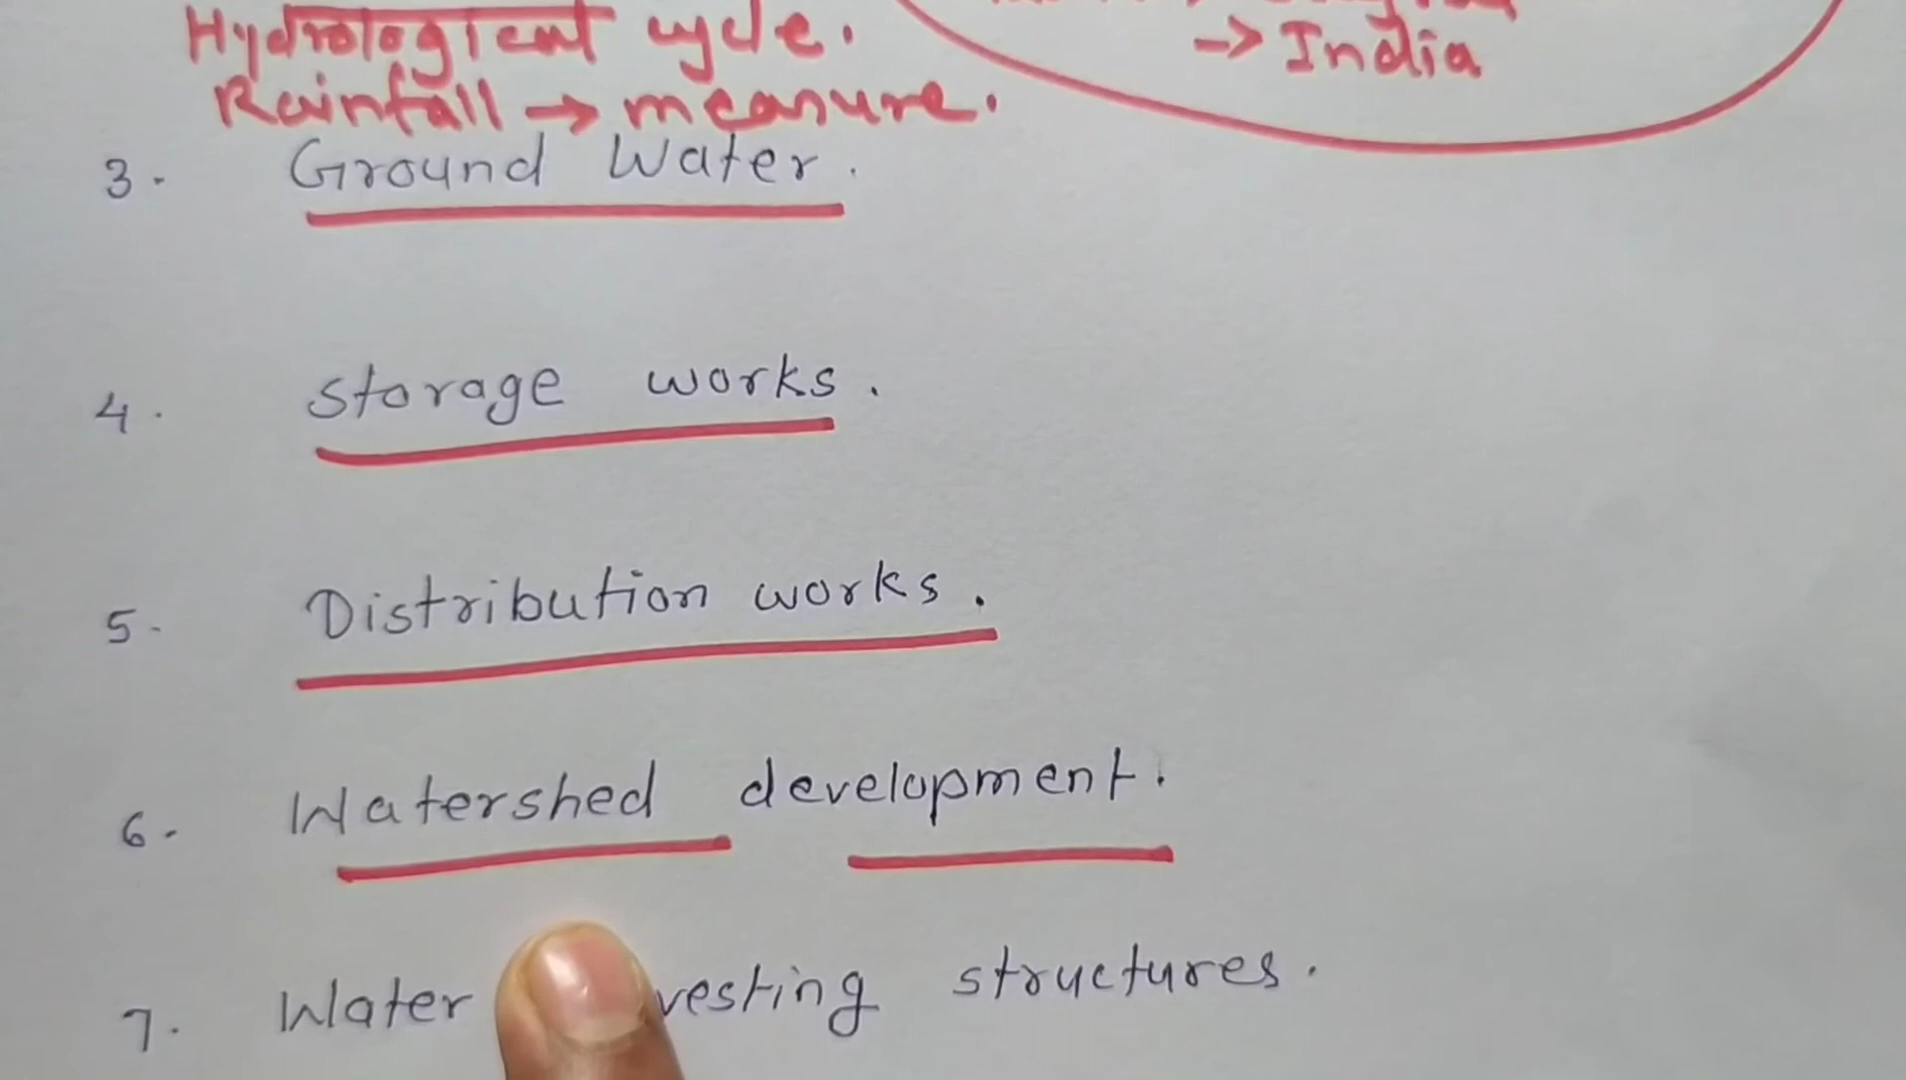 Hydrological cycle.
Rainfall → measure.
→ India
3. Ground Water.
4. Storage works.
5. Distribution works.
6. Watershed development.
7. Water vesting structures.